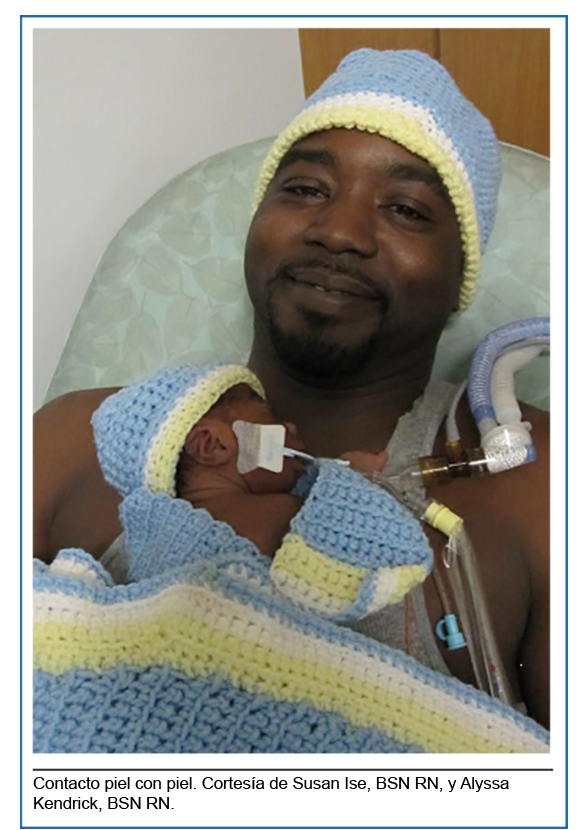 Contacto piel con piel. Cortesía de Susan Ise, BSN RN, y Alyssa
Kendrick, BSN RN.